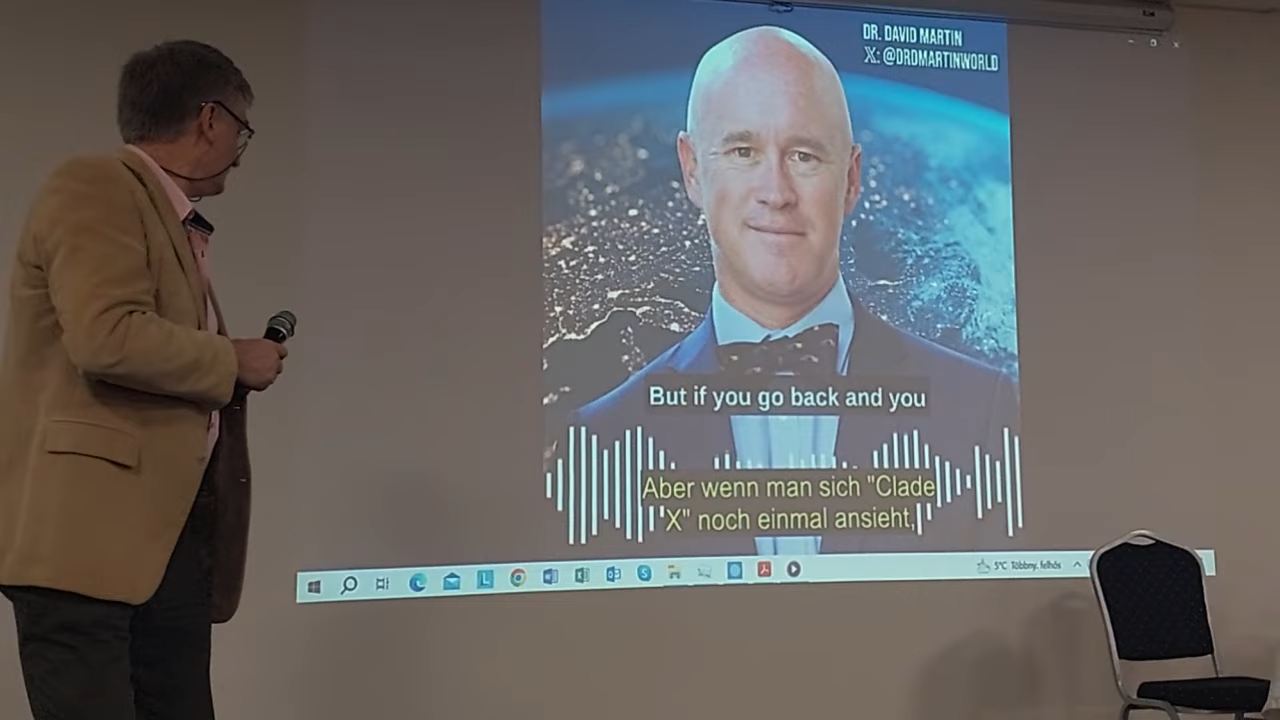 DR. DAVID MARTIN
X: @DRDMARTINWORLD
But if you go back and you
Aber wenn man sich "Clade
X" noch einmal ansieht,
5°C Többny. felhős